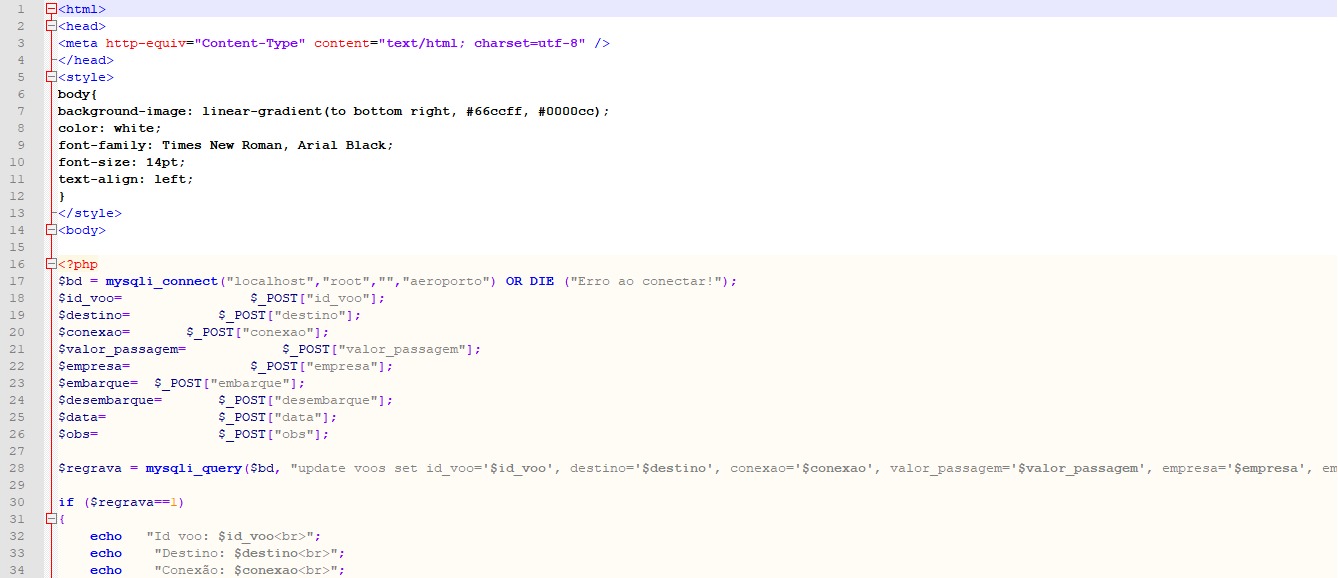 1 <html>
2 <head>
3 <meta http-equiv="Content-Type" content="text/html; charset=utf-8" />
4 </head>
5 <style>
6 body{
7 background-image: linear-gradient(to bottom right, #66ccff, #0000cc);
8 color: white;
9 font-family: Times New Roman, Arial Black;
10 font-size: 14pt;
11 text-align: left;
12 }
13 </style>
14 <body>
15
16 <?php
17 $bd = mysqli_connect("localhost","root","","aeroporto") OR DIE ("Erro ao conectar!");
18 $id_voo= $_POST["id_voo"];
19 $destino= $_POST["destino"];
20 $conexao= $_POST["conexao"];
21 $valor_passagem= $_POST["valor_passagem"];
22 $empresa= $_POST["empresa"];
23 $embarque= $_POST["embarque"];
24 $desembarque= $_POST["desembarque"];
25 $data= $_POST["data"];
26 $obs= $_POST["obs"];
27
28 $regrava = mysqli_query($bd, "update voos set id_voo='$id_voo', destino='$destino', conexao='$conexao', valor_passagem='$valor_passagem', empresa='$empresa', em
29
30 if ($regrava==1)
31 {
32 echo "Id voo: $id_voo<br>";
33 echo "Destino: $destino<br>";
34 echo "Conexão: $conexao<br>";